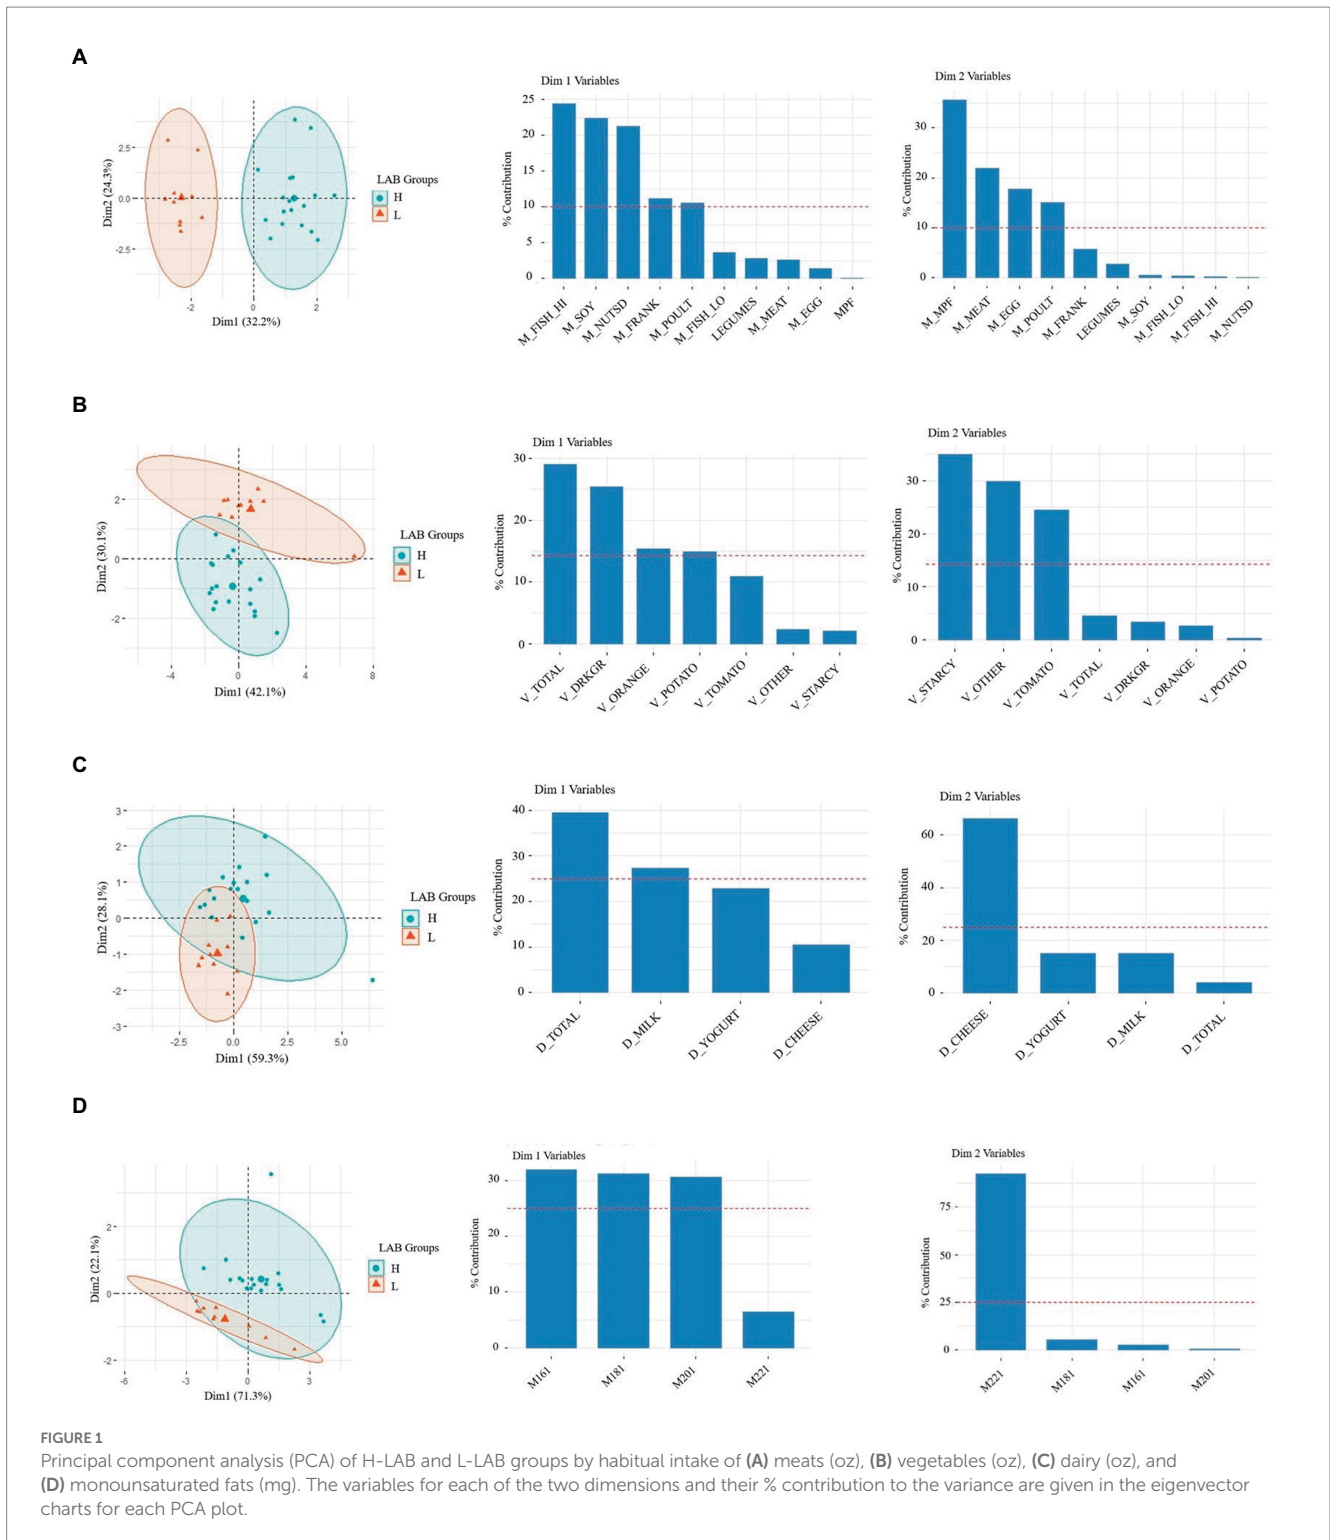 A
Dim2 (24.3%)
2.5
0.0
-2.5
-2
0
2
Dim1 (32.2%)
LAB Groups
H
L
Dim 1 Variables
% Contribution
25
20
15
10
5
0
M_FISH_HI
M_SOY
M_NUTSD
M_FRANK
M_POULT
M_FISH_LO
LEGUMES
M_MEAT
M_EGG
MPF
Dim 2 Variables
% Contribution
30
20
10
0
M_MPF
M_MEAT
M_EGG
M_POULT
M_FRANK
LEGUMES
M_SOY
M_FISH_LO
M_FISH_HI
M_NUTSD
B
Dim2 (30.1%)
2
0
-2
-4
0
4
8
Dim1 (42.1%)
LAB Groups
H
L
Dim 1 Variables
% Contribution
30
20
10
0
V_TOTAL
V_DRKGR
V_ORANGE
V_POTATO
V_TOMATO
V_OTHER
V_STARCY
Dim 2 Variables
% Contribution
30
20
10
0
V_STARCY
V_OTHER
V_TOMATO
V_TOTAL
V_DRKGR
V_ORANGE
V_POTATO
C
Dim2 (28.1%)
3
2
1
0
-1
-2
-3
-2.5
0.0
2.5
5.0
Dim1 (59.3%)
LAB Groups
H
L
Dim 1 Variables
% Contribution
40
30
20
10
0
D_TOTAL
D_MILK
D_YOGURT
D_CHEESE
Dim 2 Variables
% Contribution
60
40
20
0
D_CHEESE
D_YOGURT
D_MILK
D_TOTAL
D
Dim2 (22.1%)
2
0
-2
-6
-3
0
3
Dim1 (71.3%)
LAB Groups
H
L
Dim 1 Variables
% Contribution
30
20
10
0
M161
M181
M201
M221
Dim 2 Variables
% Contribution
75
50
25
0
M221
M181
M161
M201
FIGURE 1
Principal component analysis (PCA) of H-LAB and L-LAB groups by habitual intake of (A) meats (oz), (B) vegetables (oz), (C) dairy (oz), and
(D) monounsaturated fats (mg). The variables for each of the two dimensions and their % contribution to the variance are given in the eigenvector
charts for each PCA plot.